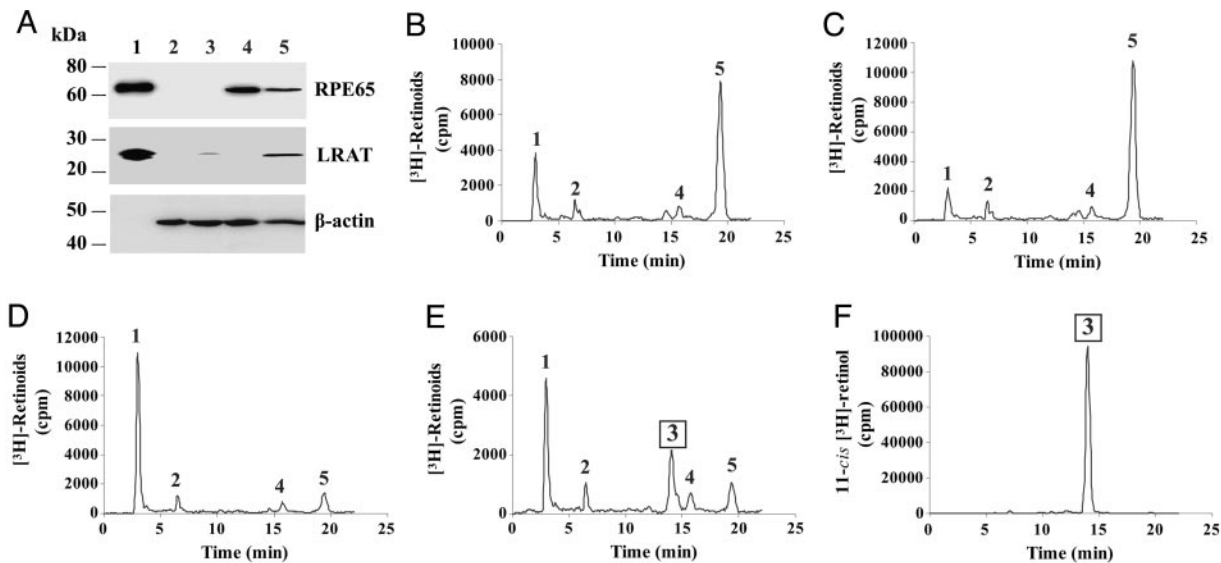 A
kDa
1 2 3 4 5
80
60
RPE65
30
20
LRAT
50
40
β-actin
B
[³H]-Retinoids
(cpm)
10000
8000
6000
4000
2000
0
0 5 10 15 20 25
1
2
4
5
Time (min)
C
[³H]-Retinoids
(cpm)
12000
10000
8000
6000
4000
2000
0
0 5 10 15 20 25
1
2
4
5
Time (min)
D
[³H]-Retinoids
(cpm)
12000
10000
8000
6000
4000
2000
0
0 5 10 15 20 25
1
2
4
5
Time (min)
E
[³H]-Retinoids
(cpm)
6000
4000
2000
0
0 5 10 15 20 25
1
2
3
4
5
Time (min)
F
11-cis [³H]-retinol
(cpm)
100000
80000
60000
40000
20000
0
0 5 10 15 20 25
3
Time (min)